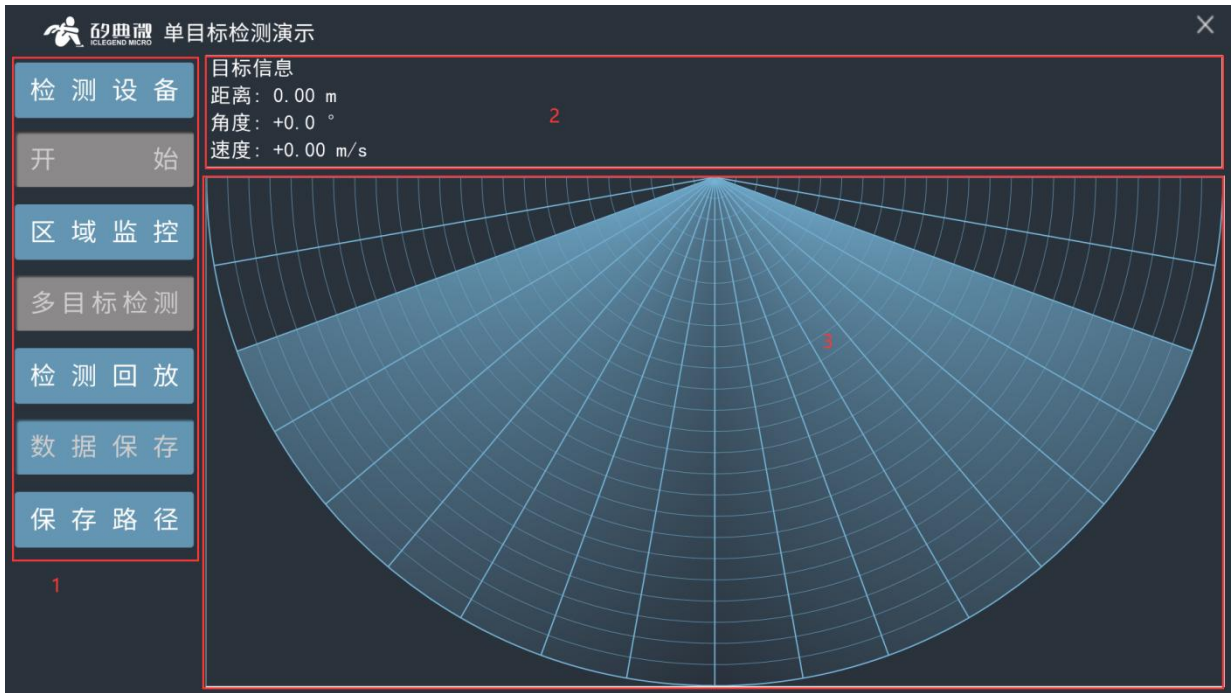 矽典微 单目标检测演示
ICLEGEND MICRO
检测设备
开始
区域监控
多目标检测
检测回放
数据保存
保存路径
1
目标信息
距离: 0.00 m
角度: +0.0 °
速度: +0.00 m/s
2
3